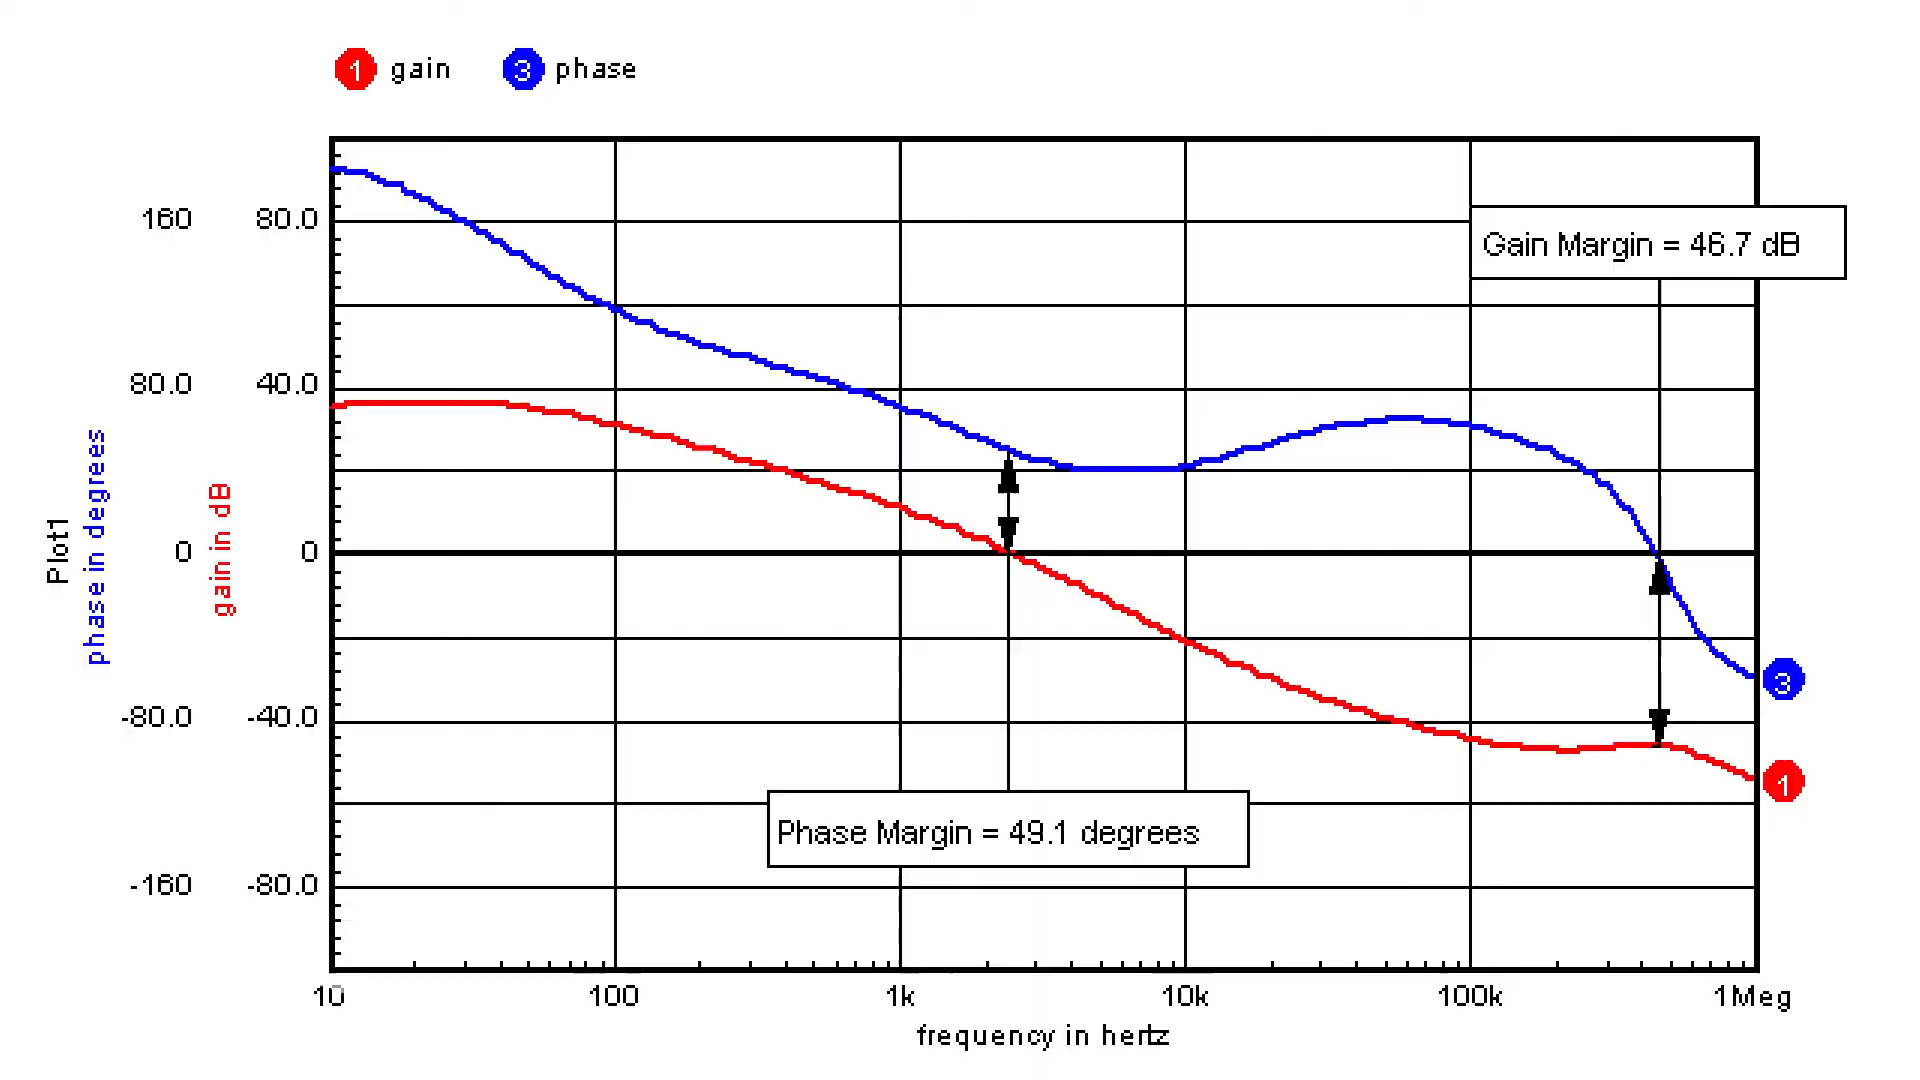 1 gain 3 phase
160 80.0
Gain Margin = 46.7 dB
80.0 40.0
Plot1
phase in degrees
gain in dB
0 0
3
-80.0 -40.0
1
Phase Margin = 49.1 degrees
-160 -80.0
10 100 1k 10k 100k 1Meg
frequency in hertz